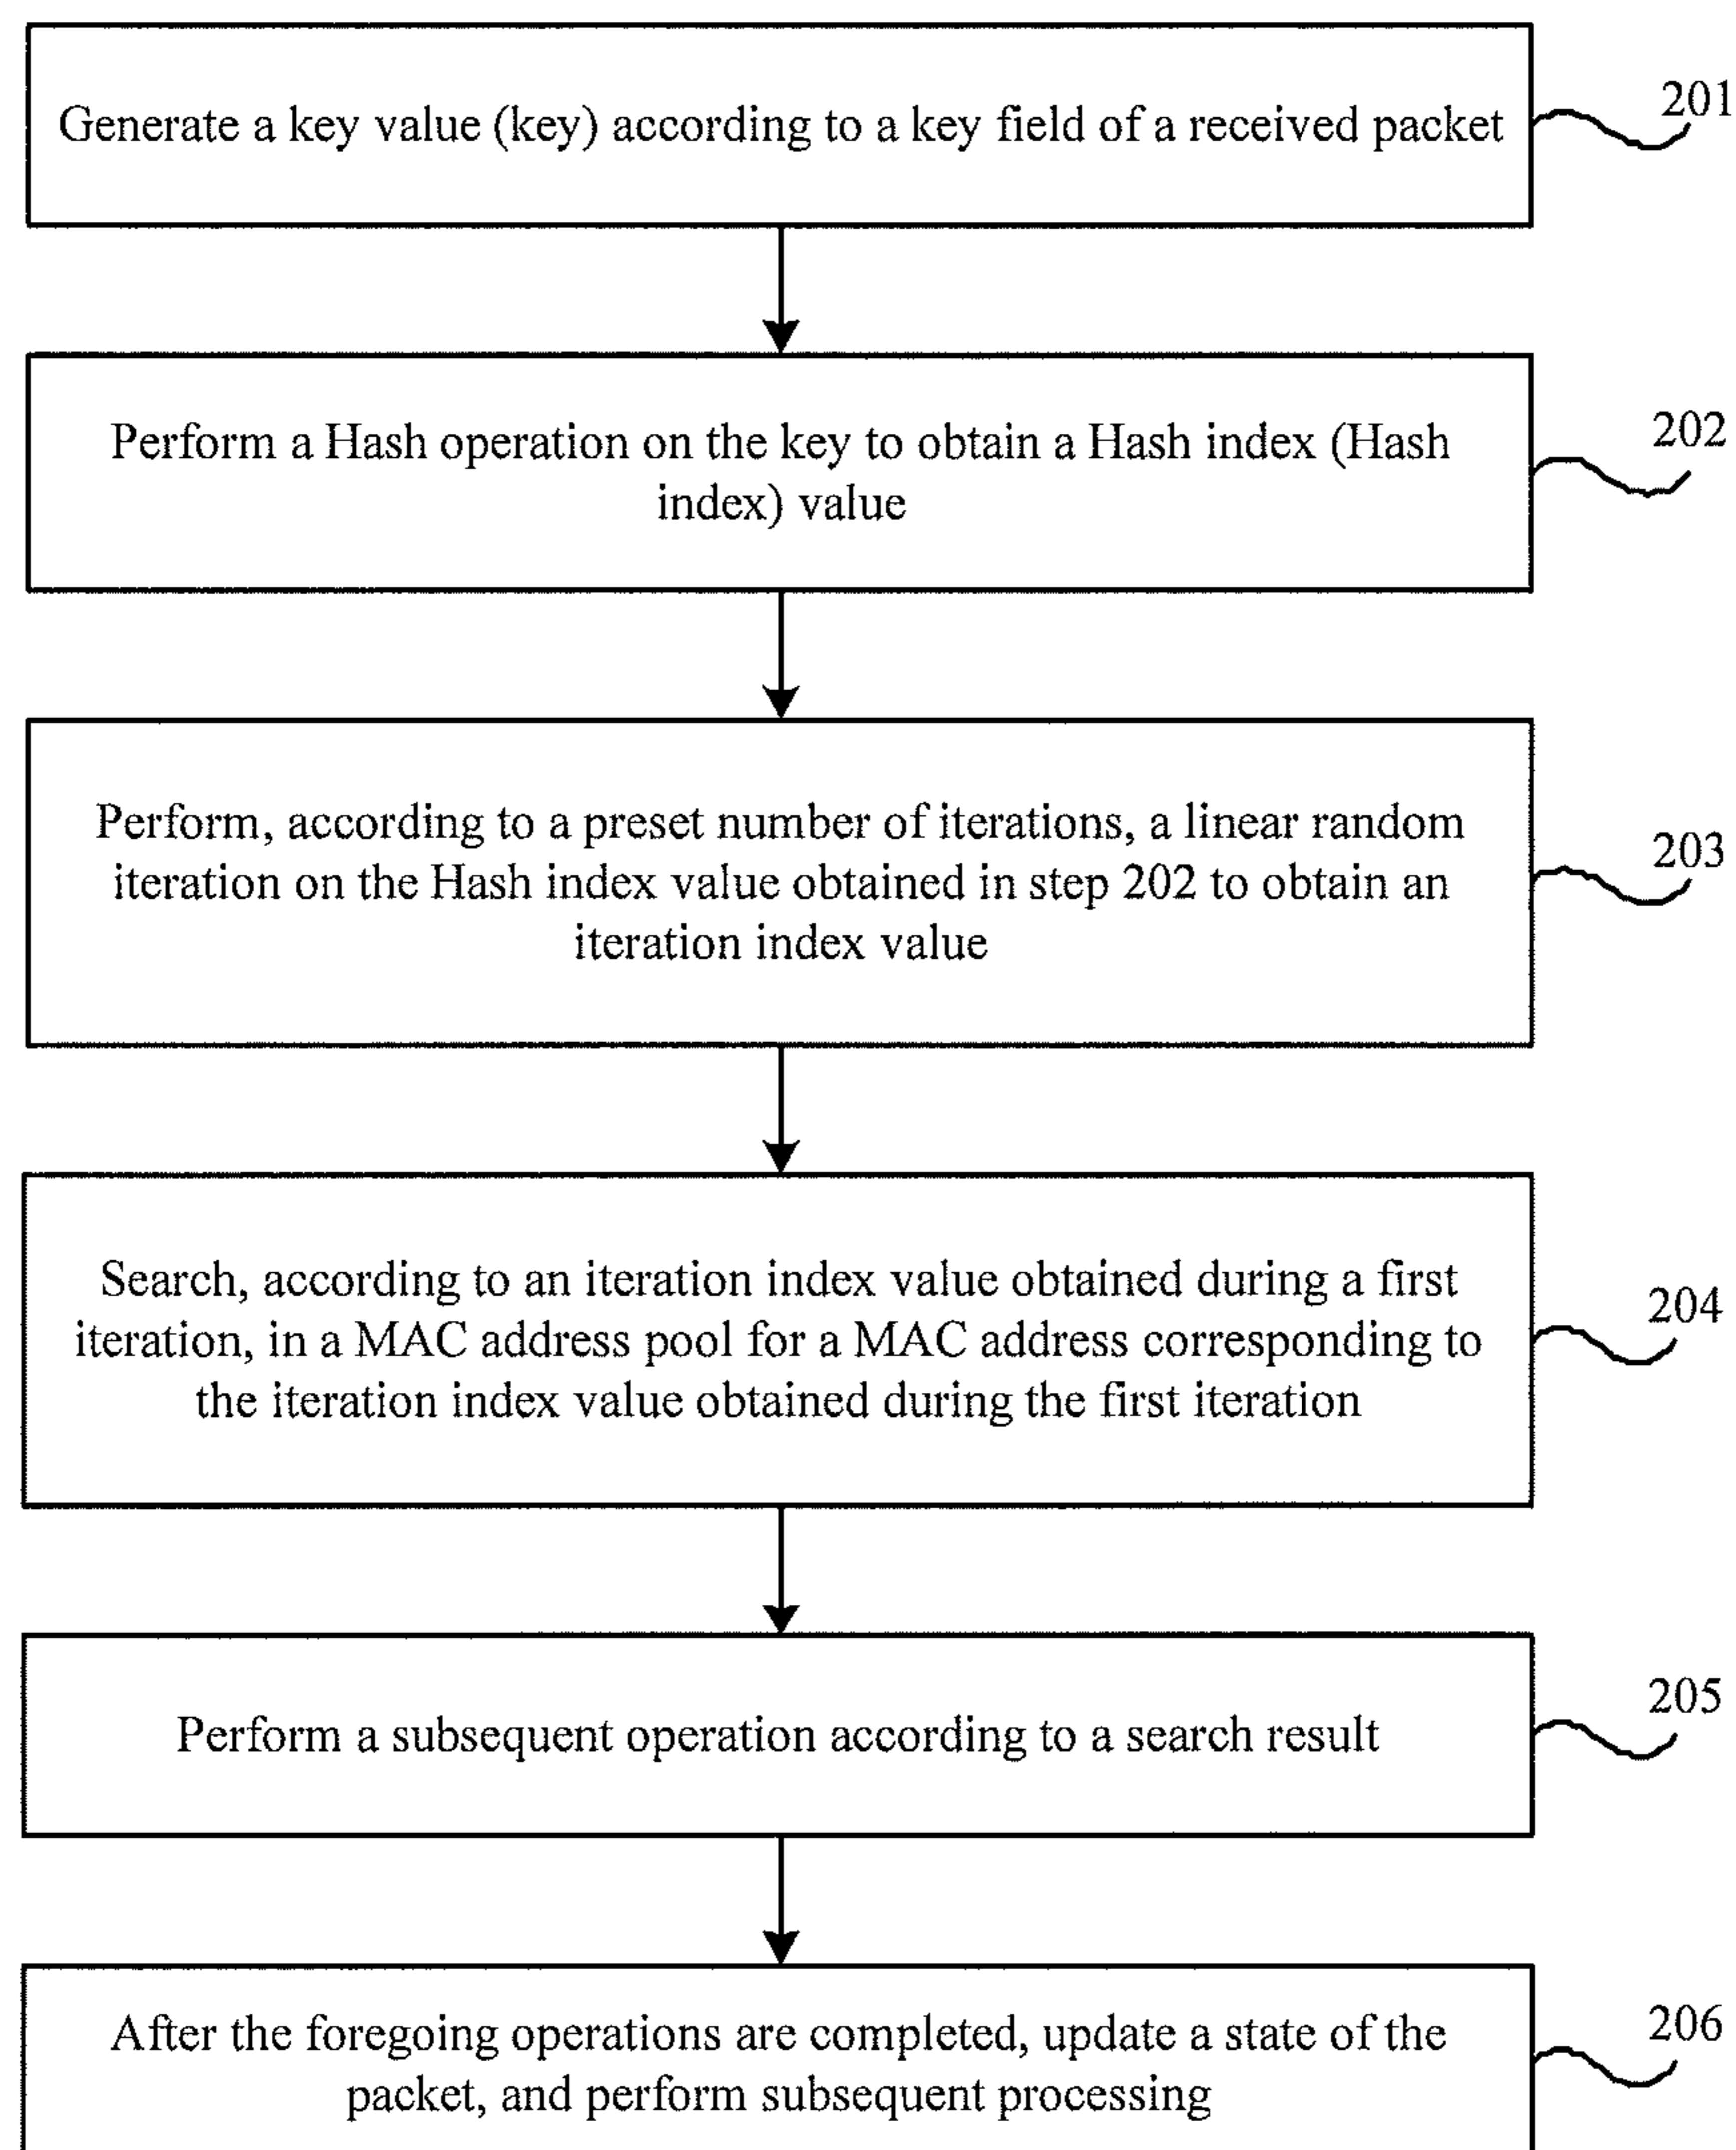 Generate a key value (key) according to a key field of a received packet
201
Perform a Hash operation on the key to obtain a Hash index (Hash
index) value
202
Perform, according to a preset number of iterations, a linear random
iteration on the Hash index value obtained in step 202 to obtain an
iteration index value
203
Search, according to an iteration index value obtained during a first
iteration, in a MAC address pool for a MAC address corresponding to
the iteration index value obtained during the first iteration
204
Perform a subsequent operation according to a search result
205
After the foregoing operations are completed, update a state of the
packet, and perform subsequent processing
206